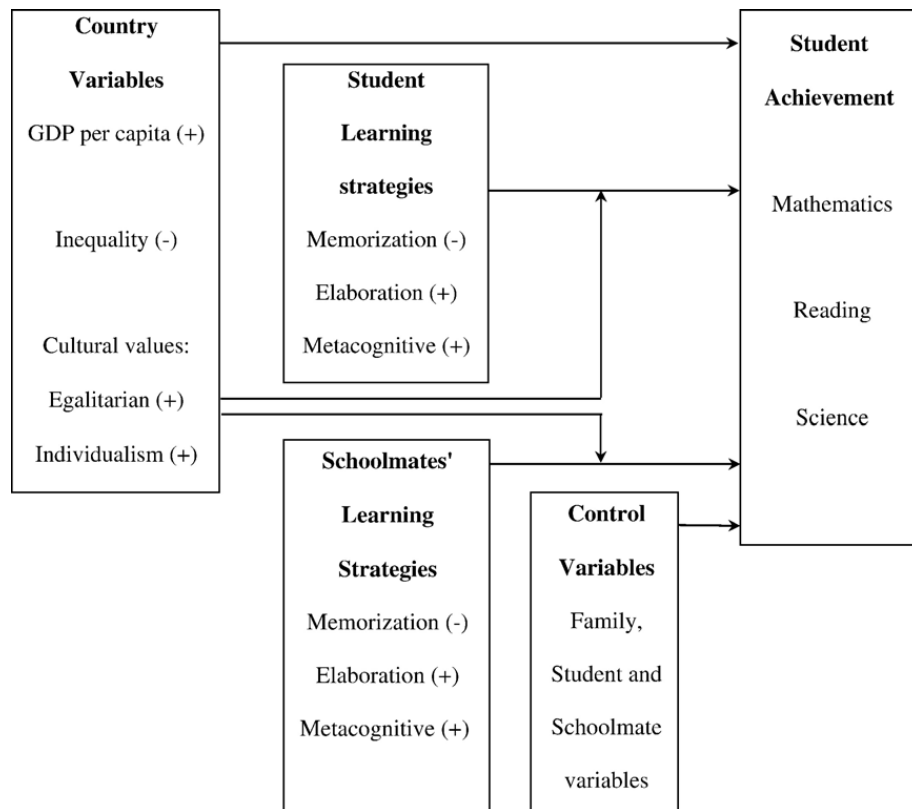 Country
Variables
GDP per capita (+)
Inequality (-)
Cultural values:
Egalitarian (+)
Individualism (+)
Student
Learning
strategies
Memorization (-)
Elaboration (+)
Metacognitive (+)
Schoolmates'
Learning
Strategies
Memorization (-)
Elaboration (+)
Metacognitive (+)
Control
Variables
Family,
Student and
Schoolmate
variables
Student
Achievement
Mathematics
Reading
Science